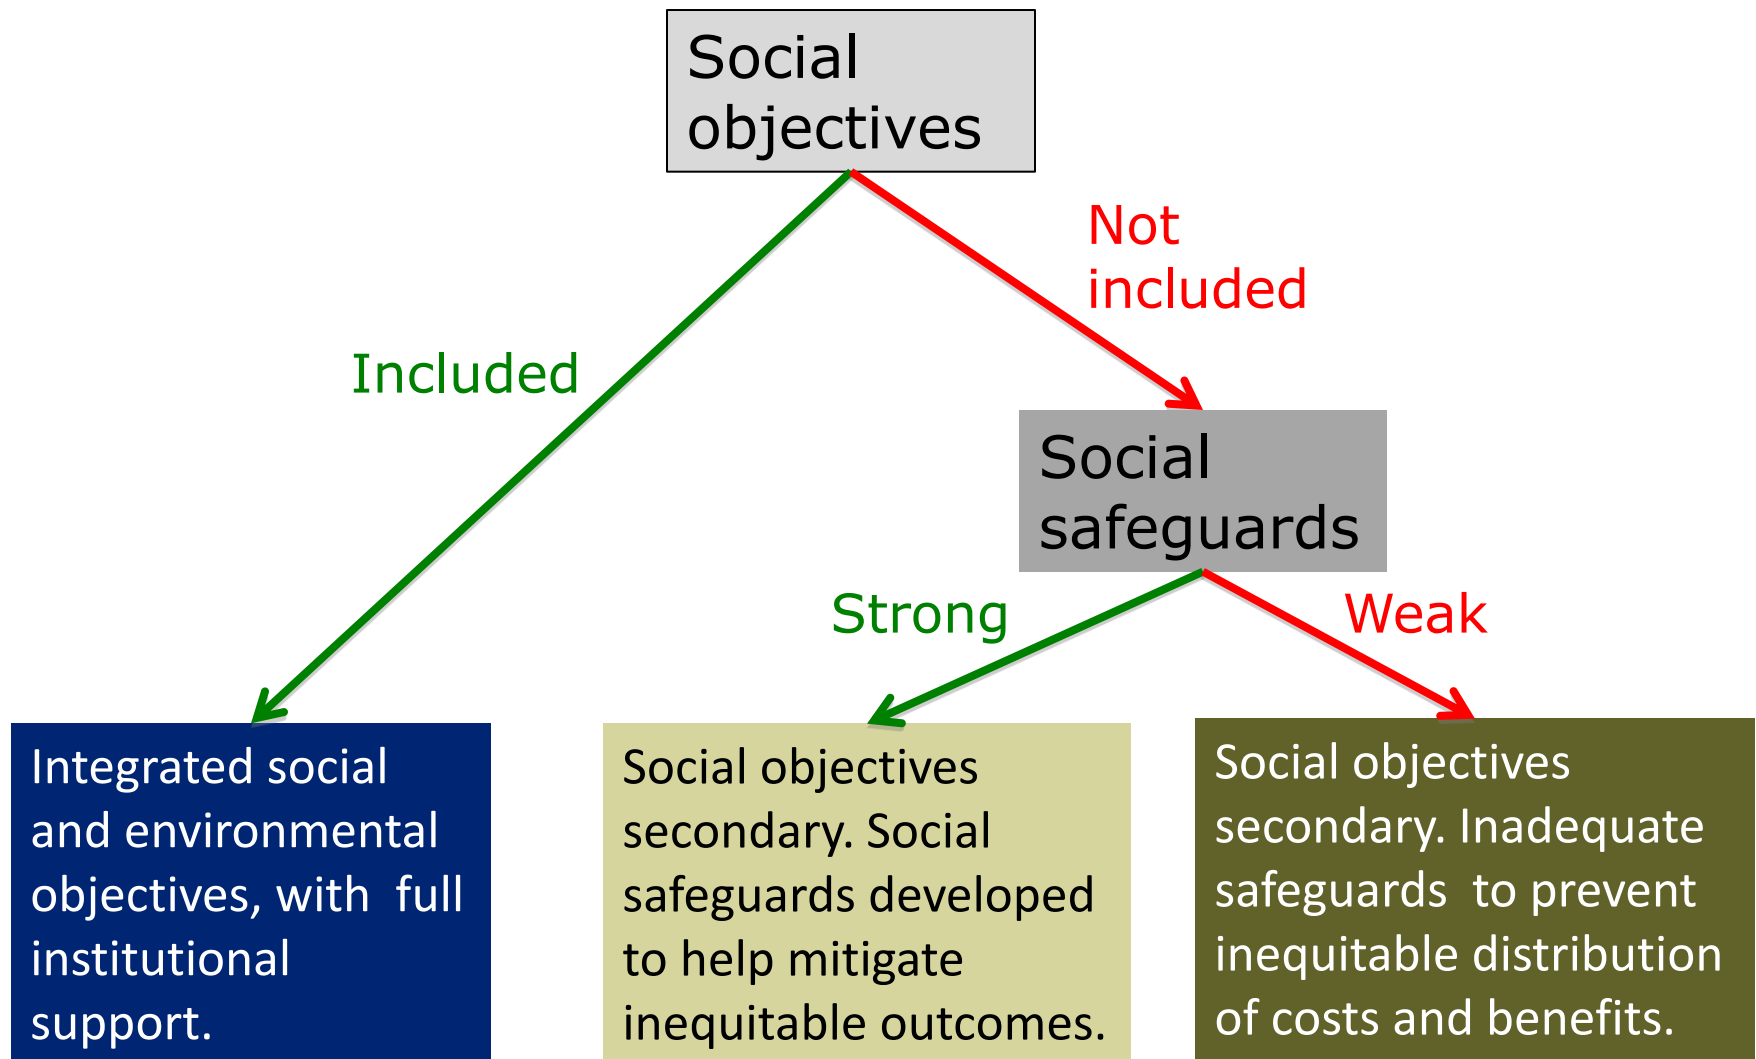 Social
objectives
Not
included
Included
Social
safeguards
Strong
Weak
Integrated social
and environmental
objectives, with  full
institutional
support.
Social objectives
secondary. Social
safeguards developed
to help mitigate
inequitable outcomes.
Social objectives
secondary. Inadequate
safeguards  to prevent
inequitable distribution
of costs and benefits.